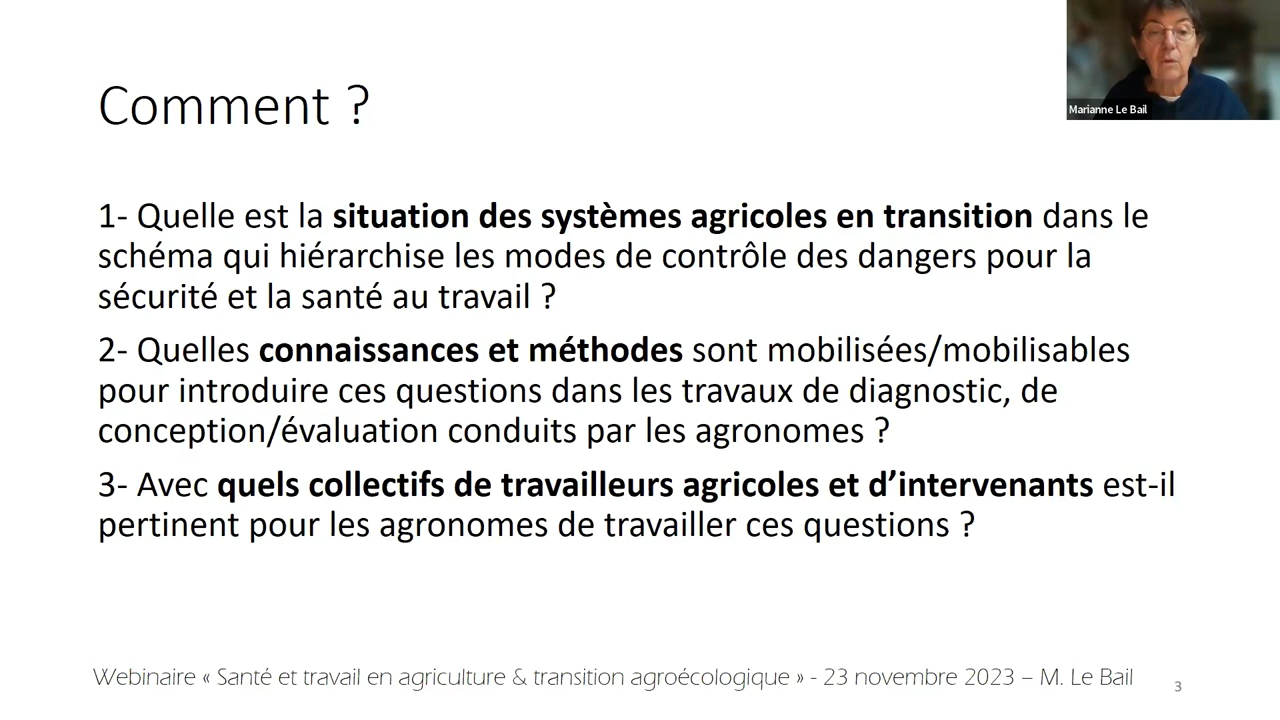 Marianne Le Bail
Comment ?
1- Quelle est la situation des systèmes agricoles en transition dans le
schéma qui hiérarchise les modes de contrôle des dangers pour la
sécurité et la santé au travail ?
2- Quelles connaissances et méthodes sont mobilisées/mobilisables
pour introduire ces questions dans les travaux de diagnostic, de
conception/évaluation conduits par les agronomes ?
3- Avec quels collectifs de travailleurs agricoles et d’intervenants est-il
pertinent pour les agronomes de travailler ces questions ?
Webinaire « Santé et travail en agriculture & transition agroécologique » - 23 novembre 2023 – M. Le Bail
3